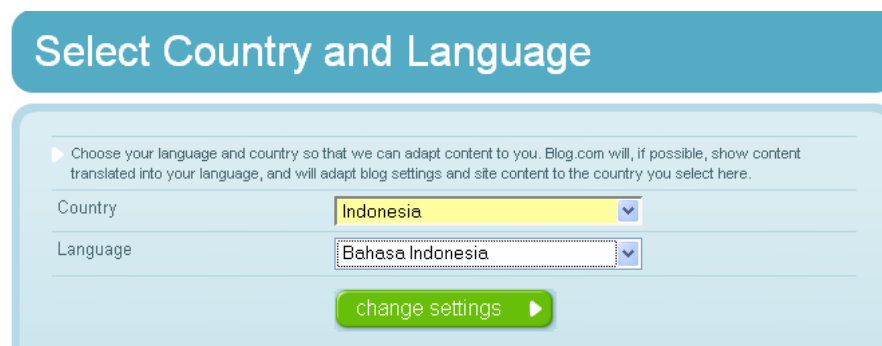 Select Country and Language
Choose your language and country so that we can adapt content to you. Blog.com will, if possible, show content
translated into your language, and will adapt blog settings and site content to the country you select here.
Country Indonesia
Language Bahasa Indonesia
change settings